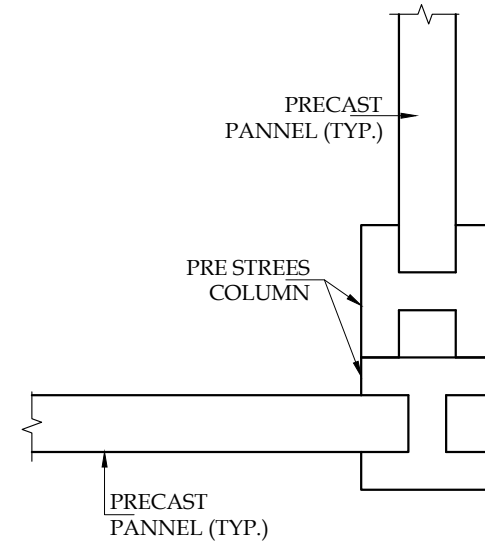 PRECAST
PANNEL (TYP.)
PRE STREES
COLUMN
PRECAST
PANNEL (TYP.)